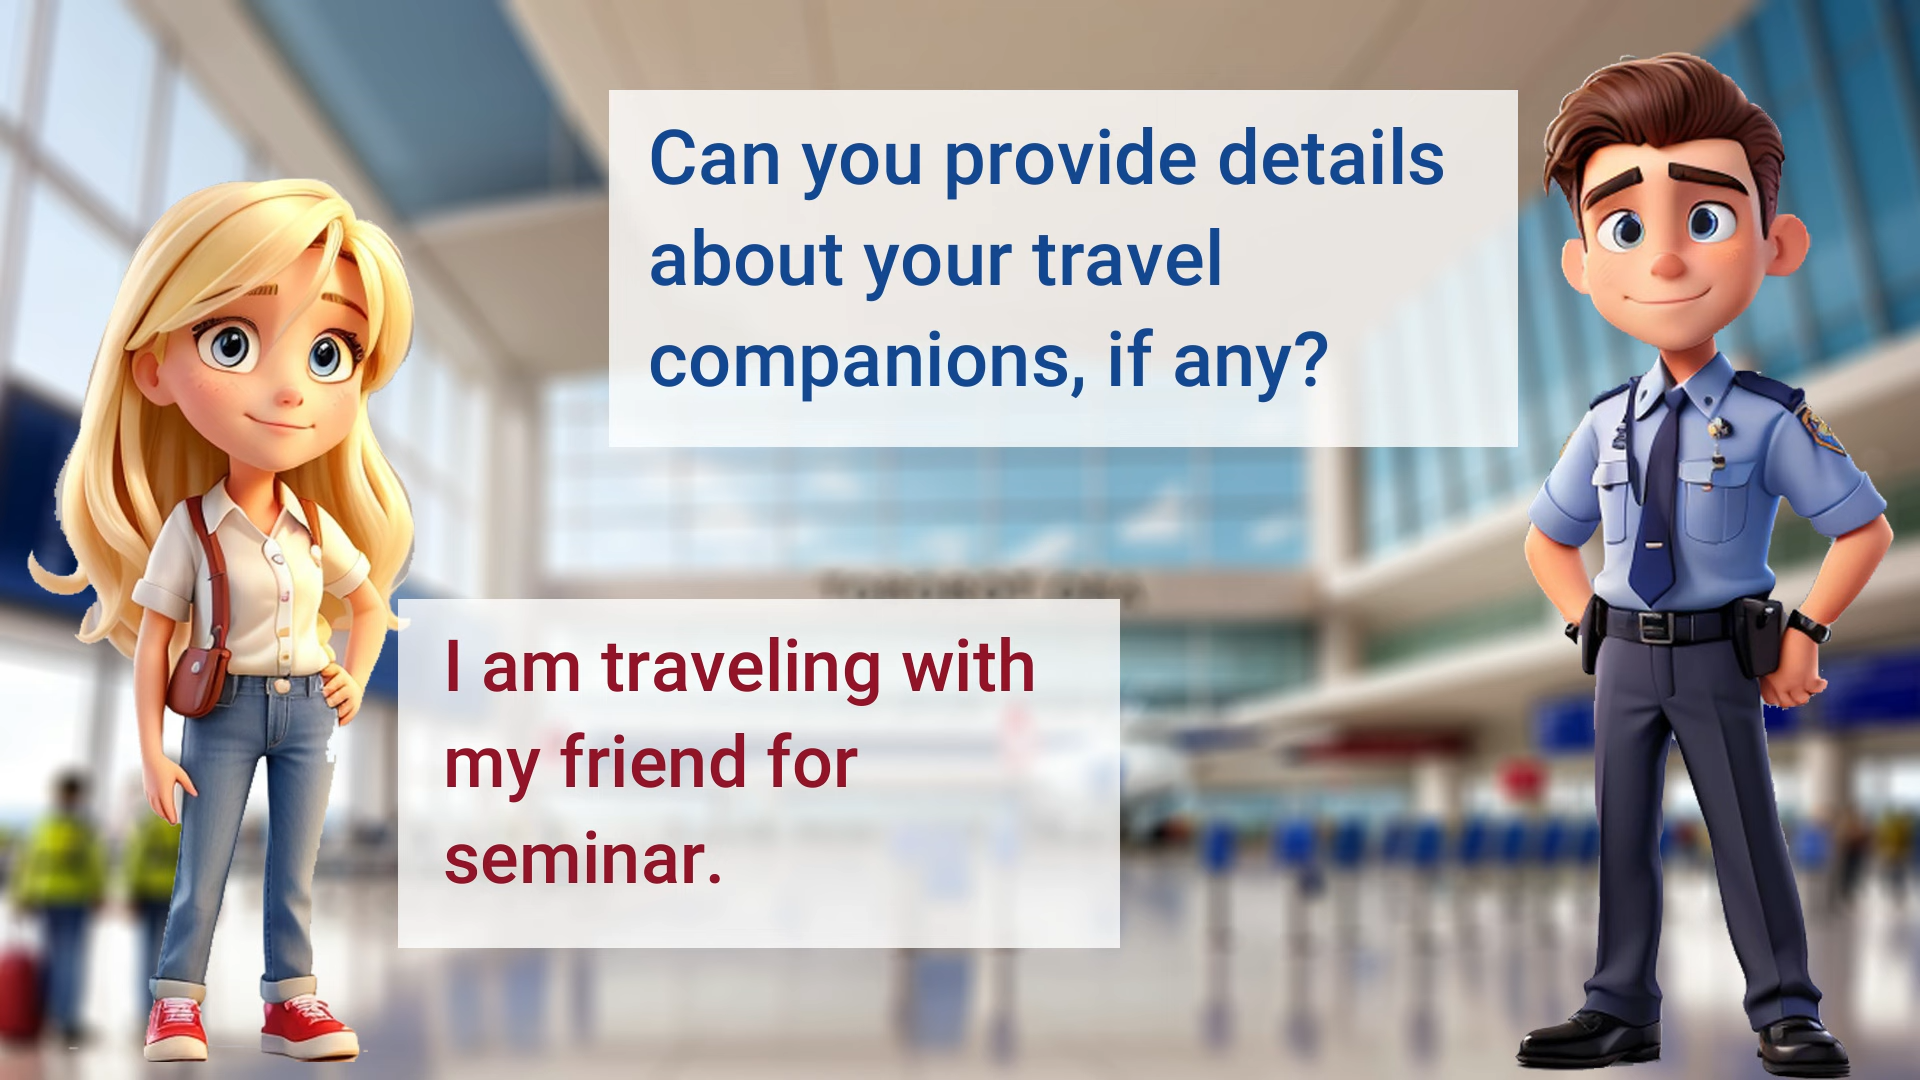 Can you provide details
about your travel
companions, if any?
I am traveling with
my friend for
seminar.